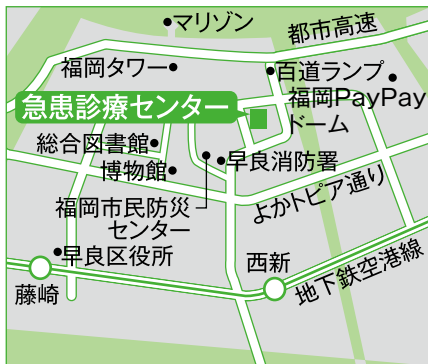 マリゾン
都市高速
福岡タワー
百道ランプ
福岡PayPay
ドーム
急患診療センター
総合図書館
博物館
早良消防署
福岡市民防災
センター
よかトピア通り
早良区役所
西新
藤崎
地下鉄空港線